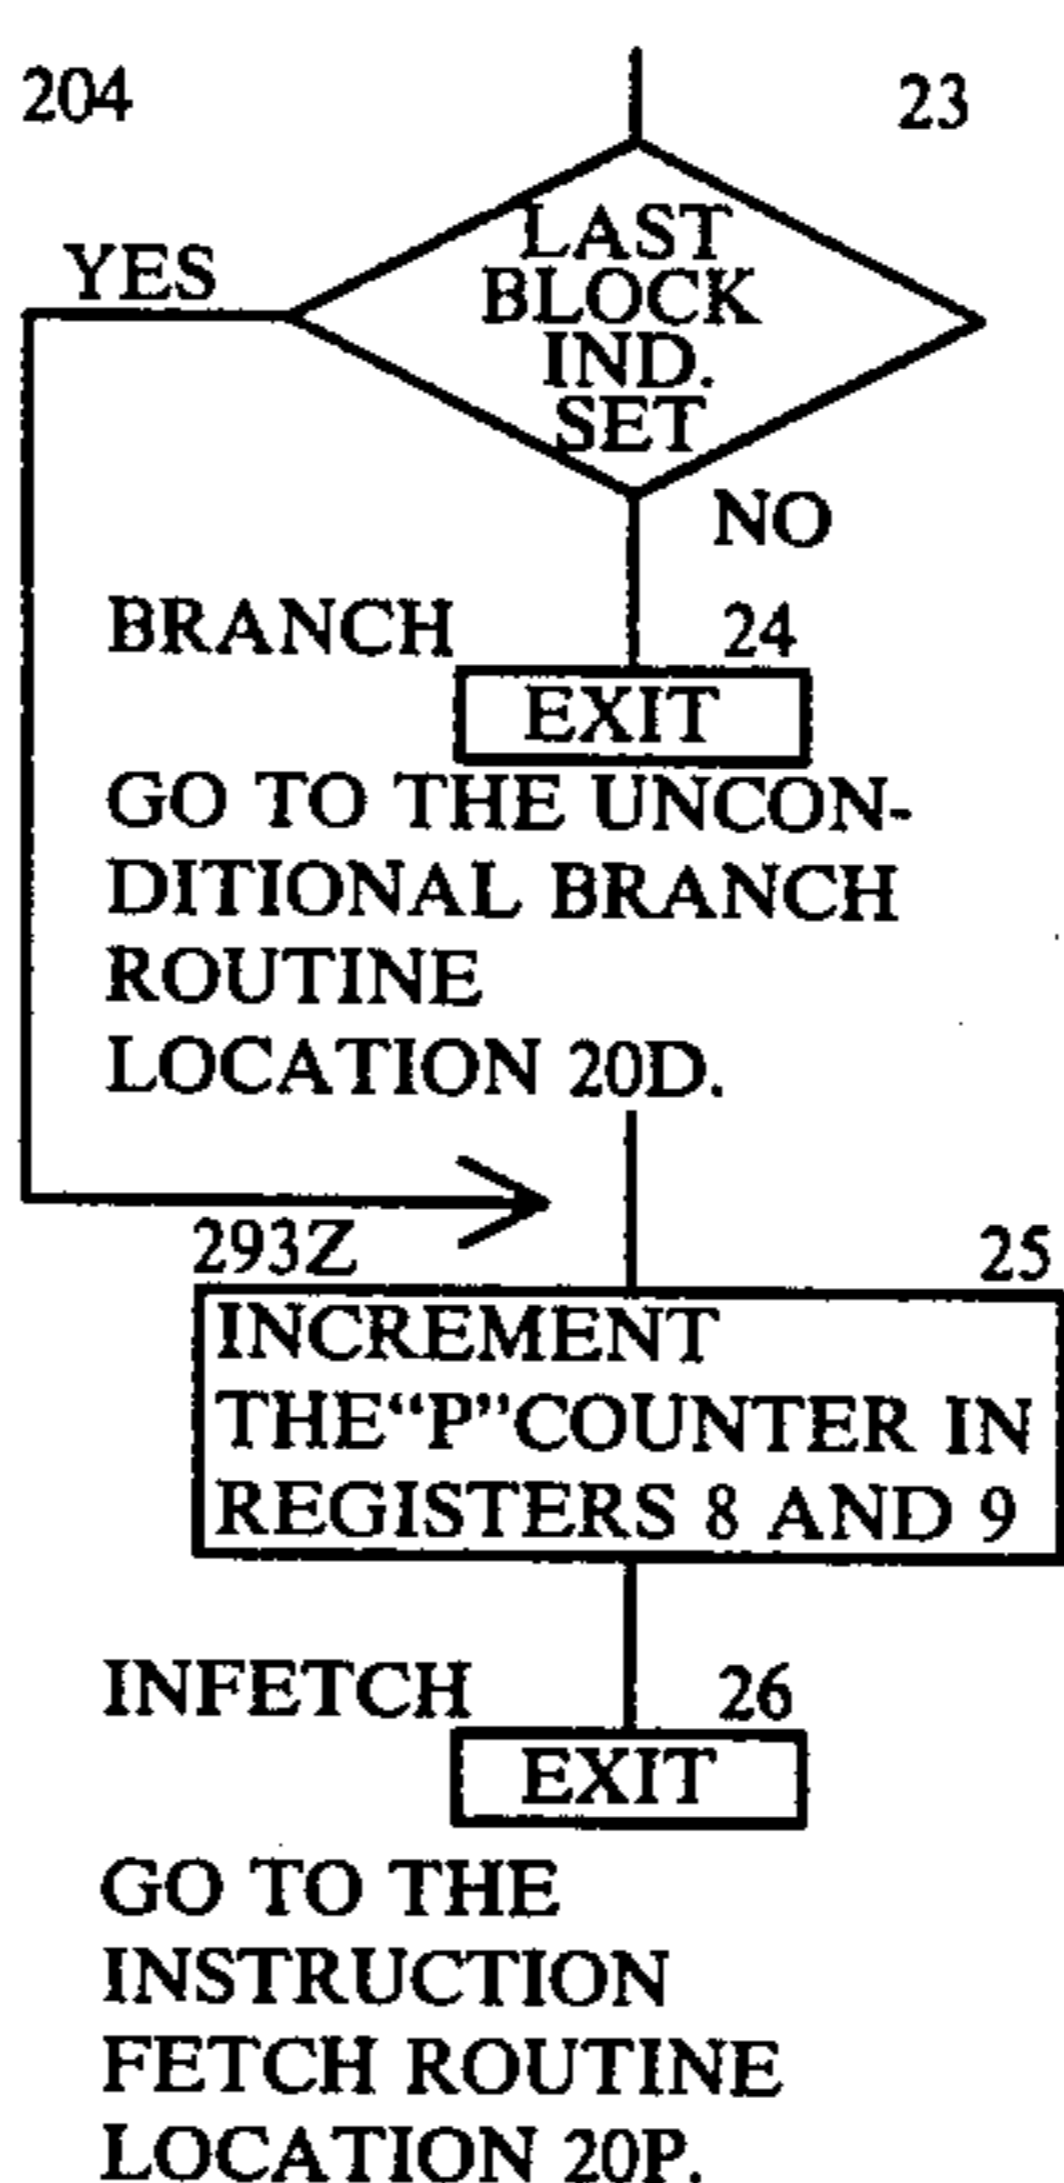 204
23
YES
LAST
BLOCK
IND.
SET
NO
BRANCH
24
EXIT
GO TO THE UNCON-
DITIONAL BRANCH
ROUTINE
LOCATION 20D.
293Z
25
INCREMENT
THE“P”COUNTER IN
REGISTERS 8 AND 9
INFETCH
26
EXIT
GO TO THE
INSTRUCTION
FETCH ROUTINE
LOCATION 20P.